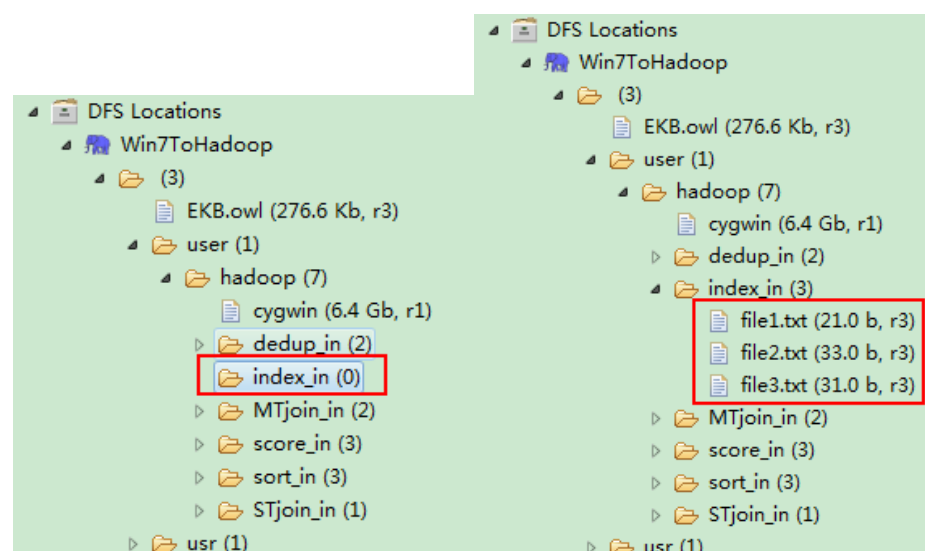 DFS Locations
Win7ToHadoop
(3)
EKB.owl (276.6 Kb, r3)
user (1)
hadoop (7)
cygwin (6.4 Gb, r1)
dedup_in (2)
index_in (0)
MTjoin_in (2)
score_in (3)
sort_in (3)
STjoin_in (1)
usr (1)
DFS Locations
Win7ToHadoop
(3)
EKB.owl (276.6 Kb, r3)
user (1)
hadoop (7)
cygwin (6.4 Gb, r1)
dedup_in (2)
index_in (3)
file1.txt (21.0 b, r3)
file2.txt (33.0 b, r3)
file3.txt (31.0 b, r3)
MTjoin_in (2)
score_in (3)
sort_in (3)
STjoin_in (1)
usr (1)